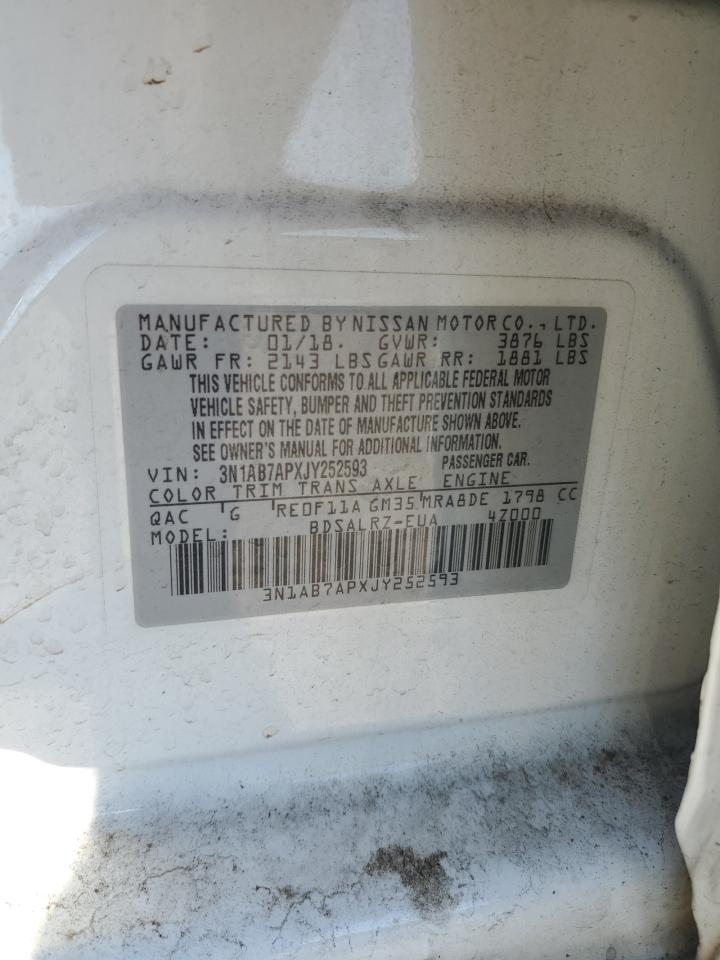 MANUFACTURED BY NISSAN MOTOR CO., LTD.
DATE: 01/18. GVWR: 3876 LBS
GAWR FR: 2143 LBS GAWR RR: 1881 LBS
THIS VEHICLE CONFORMS TO ALL APPLICABLE FEDERAL MOTOR
VEHICLE SAFETY, BUMPER AND THEFT PREVENTION STANDARDS
IN EFFECT ON THE DATE OF MANUFACTURE SHOWN ABOVE.
SEE OWNER'S MANUAL FOR ADDITIONAL INFORMATION.
VIN: 3N1AB7APXJY252593 PASSENGER CAR.
COLOR TRIM TRANS AXLE ENGINE
QAC G RE0F11A GM35 MRA8DE 1798 CC
MODEL: BDSALRZ-EUA 4Z000
3N1AB7APXJY252593